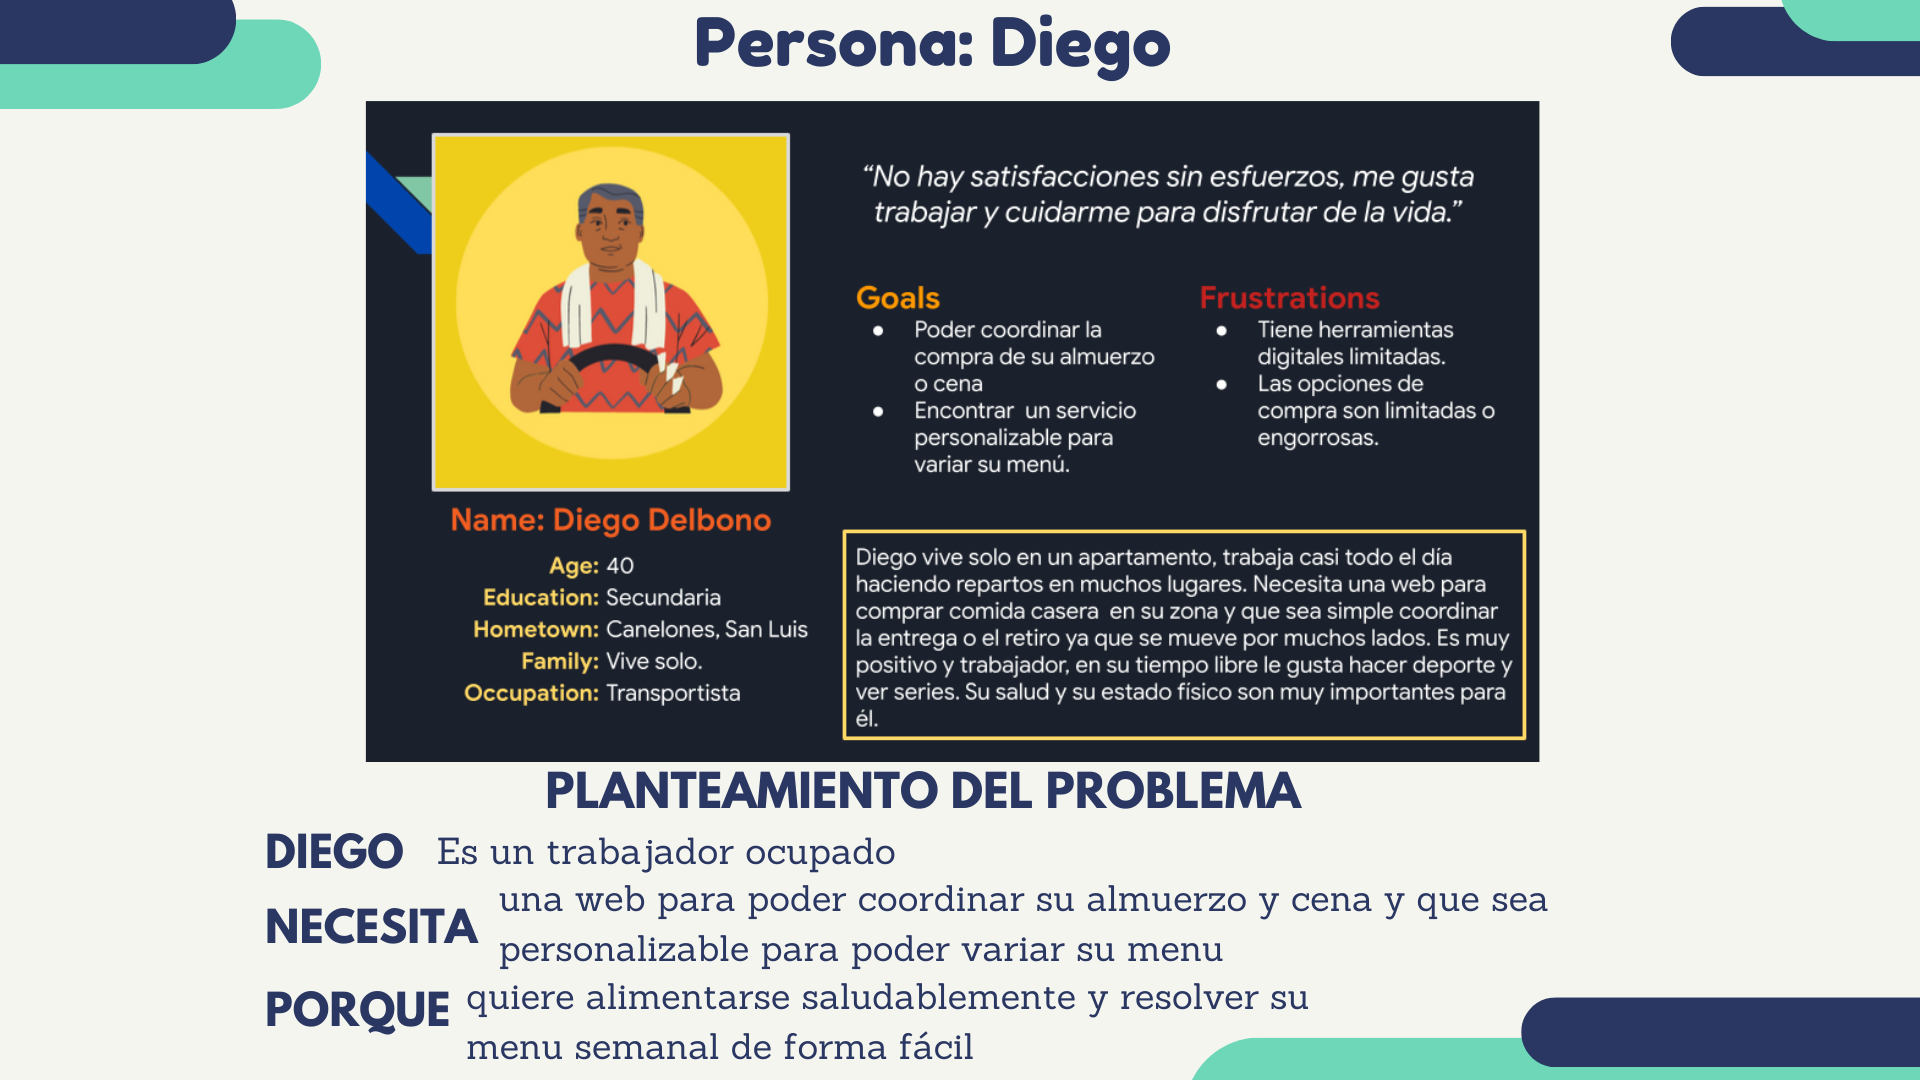 Persona: Diego
“No hay satisfacciones sin esfuerzos, me gusta
trabajar y cuidarme para disfrutar de la vida.”
Goals
● Poder coordinar la
compra de su almuerzo
o cena
● Encontrar un servicio
personalizable para
variar su menú.
Frustrations
● Tiene herramientas
digitales limitadas.
● Las opciones de
compra son limitadas o
engorrosas.
Name: Diego Delbono
Age: 40
Education: Secundaria
Hometown: Canelones, San Luis
Family: Vive solo.
Occupation: Transportista
Diego vive solo en un apartamento, trabaja casi todo el día
haciendo repartos en muchos lugares. Necesita una web para
comprar comida casera en su zona y que sea simple coordinar
la entrega o el retiro ya que se mueve por muchos lados. Es muy
positivo y trabajador, en su tiempo libre le gusta hacer deporte y
ver series. Su salud y su estado físico son muy importantes para
él.
PLANTEAMIENTO DEL PROBLEMA
DIEGO Es un trabajador ocupado
NECESITA una web para poder coordinar su almuerzo y cena y que sea
personalizable para poder variar su menu
PORQUE quiere alimentarse saludablemente y resolver su
menu semanal de forma fácil